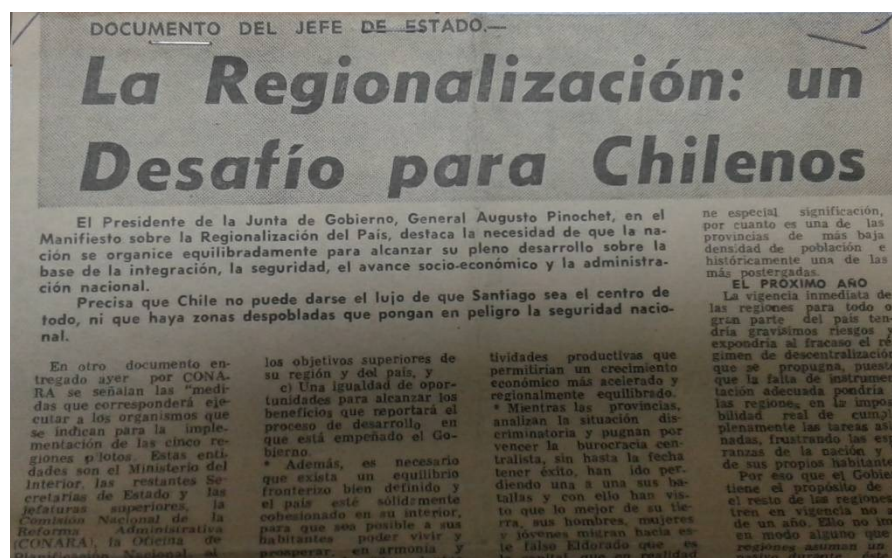 DOCUMENTO DEL JEFE DE ESTADO.—
La Regionalización: un
Desafío para Chilenos
El Presidente de la Junta de Gobierno, General Augusto Pinochet, en el
Manifiesto sobre la Regionalización del País, destaca la necesidad de que la na-
ción se organice equilibradamente para alcanzar su pleno desarrollo sobre la
base de la integración, la seguridad, el avance socio-económico y la administra-
ción nacional.
Precisa que Chile no puede darse el lujo de que Santiago sea el centro de
todo, ni que haya zonas despobladas que pongan en peligro la seguridad nacio-
nal.
En otro documento en-
tregado ayer por CONA-
RA se señalan las "medi-
das que corresponderá eje-
cutar a los organismos que
se indican para la imple-
mentación de las cinco re-
giones pilotos. Estas enti-
dades son el Ministerio del
Interior, las restantes Se-
cretarías de Estado y las
jefaturas superiores, la
Comisión Nacional de la
Reforma Administrativa
(CONARA), la Oficina de
Planificación Nacional, el
los objetivos superiores de
su región y del país, y
c) Una igualdad de opor-
tunidades para alcanzar los
beneficios que reportará el
proceso de desarrollo en
que está empeñado el Go-
bierno.
* Además, es necesario
que exista un equilibrio
fronterizo bien definido y
el país esté sólidamente
cohesionado en su interior,
para que sea posible a sus
habitantes poder vivir y
prosperar, en armonía y
tividades productivas que
permitirían un crecimiento
económico más acelerado y
regionalmente equilibrado.
* Mientras las provincias,
analizan la situación dis-
criminatoria y pugnan por
vencer la burocracia cen-
tralista, sin hasta la fecha
tener éxito, han ido per-
diendo una a una sus ba-
tallas y con ello han vis-
to que lo mejor de su tie-
rra, sus hombres, mujeres
y jóvenes migran hacia es-
te falso Eldorado que es
la capital, que en realidad
ne especial significación,
por cuanto es una de las
provincias de más baja
densidad de población e
históricamente una de las
más postergadas.
EL PRÓXIMO AÑO
La vigencia inmediata de
las regiones para todo o
gran parte del país ten-
dría gravísimos riesgos y
expondría al fracaso el ré-
gimen de descentralización
que se propugna, puesto
que la falta de instrumen-
tación adecuada pondría
las regiones, en la impos-
bilidad real de
plenamente las tareas asig-
nadas, frustrando las espe-
ranzas de la nación y
de sus propios habitantes
Por eso que el Gobie
tiene el propósito de
el resto de las regiones
tren en vigencia no
de un año. Ello no
en modo alguno que
regiones asuman